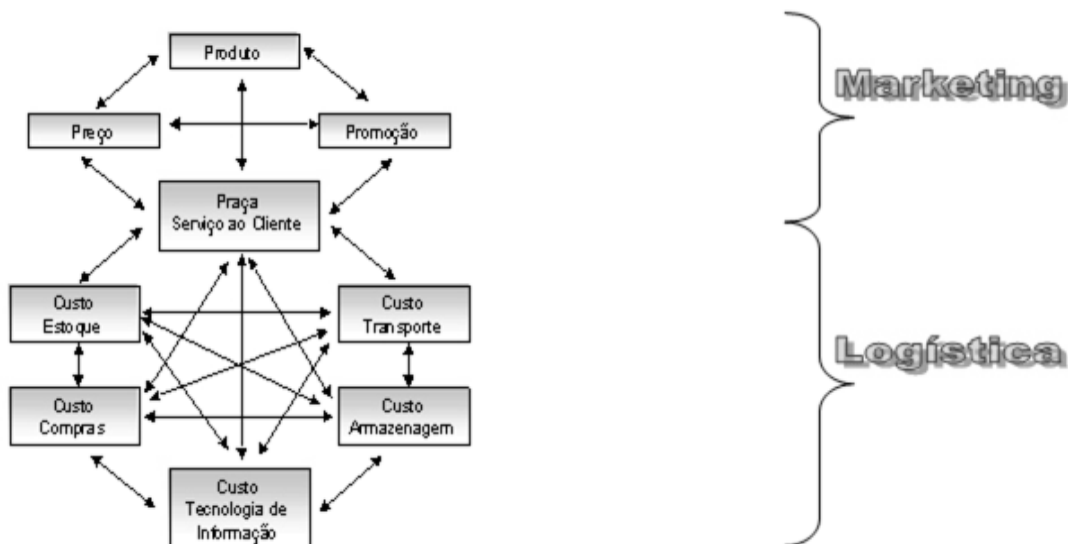 Produto
Marketing
Preço
Promoção
Praça
Serviço ao Cliente
Custo
Estoque
Custo
Transporte
Logística
Custo
Compras
Custo
Armazenagem
Custo
Tecnologia de
Informação